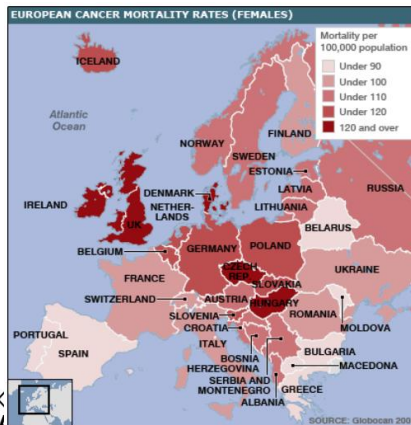 EUROPEAN CANCER MORTALITY RATES (FEMALES)
Mortality per
100,000 population
Under 90
Under 100
Under 110
Under 120
120 and over
ICELAND
Atlantic
Ocean
FINLAND
NORWAY
SWEDEN
ESTONIA
LATVIA
RUSSIA
DENMARK
IRELAND
NETHER-
LANDS
LITHUANIA
UK
BELARUS
BELGIUM
GERMANY
POLAND
CZECH
REP.
SLOVAKIA
UKRAINE
FRANCE
SWITZERLAND
AUSTRIA
HUNGARY
ROMANIA
SLOVENIA
CROATIA
MOLDOVA
PORTUGAL
ITALY
SPAIN
BOSNIA
HERZEGOVINA
BULGARIA
SERBIA AND
MONTENEGRO
MACEDONA
ALBANIA
GREECE
SOURCE: Globocan